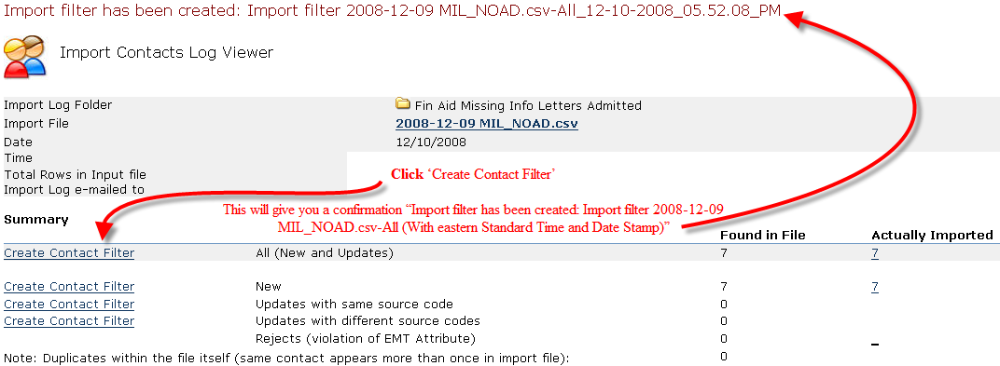 Import filter has been created: Import filter 2008-12-09 MIL_NOAD.csv-All_12-10-2008_05.52.08_PM
Import Contacts Log Viewer
Import Log Folder Fin Aid Missing Info Letters Admitted
Import File 2008-12-09 MIL_NOAD.csv
Date 12/10/2008
Time
Total Rows in Input file Click ‘Create Contact Filter’
Import Log e-mailed to
This will give you a confirmation “Import filter has been created: Import filter 2008-12-09
MIL_NOAD.csv-All (With eastern Standard Time and Date Stamp)”
Summary
Found in File Actually Imported
Create Contact Filter All (New and Updates) 7 7
Create Contact Filter New 7 7
Create Contact Filter Updates with same source code 0
Create Contact Filter Updates with different source codes 0
Rejects (violation of EMT Attribute) 0
Note: Duplicates within the file itself (same contact appears more than once in import file): 0